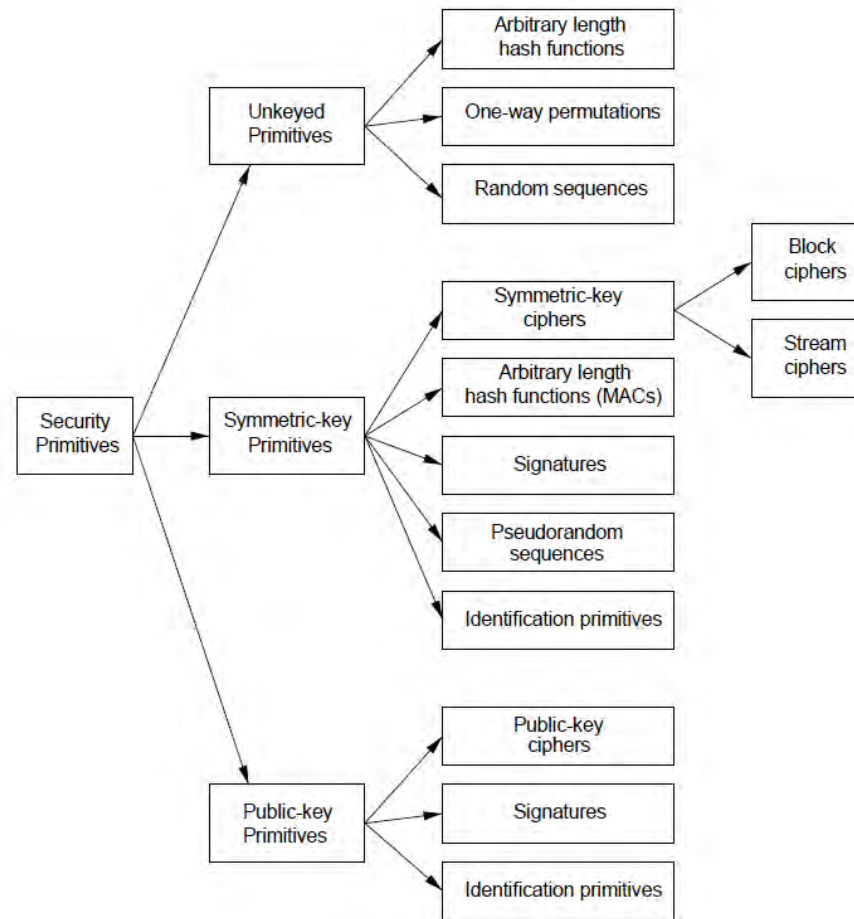 Arbitrary length
hash functions
Unkeyed
Primitives
One-way permutations
Random sequences
Block
ciphers
Symmetric-key
ciphers
Stream
ciphers
Arbitrary length
hash functions (MACs)
Security
Primitives
Symmetric-key
Primitives
Signatures
Pseudorandom
sequences
Identification primitives
Public-key
ciphers
Public-key
Primitives
Signatures
Identification primitives